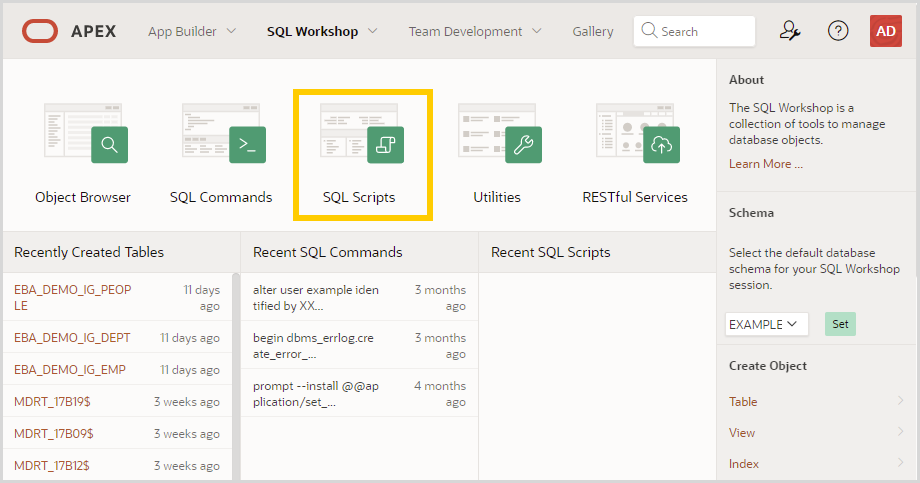 APEX
App Builder
SQL Workshop
Team Development
Gallery
Search
AD
Object Browser
SQL Commands
SQL Scripts
Utilities
RESTful Services
Recently Created Tables
EBA_DEMO_IG_PEOP
LE
11 days
ago
EBA_DEMO_IG_DEPT
11 days ago
EBA_DEMO_IG_EMP
11 days ago
MDRT_17B19$
3 weeks ago
MDRT_17B09$
3 weeks ago
MDRT_17B12$
3 weeks ago
Recent SQL Commands
alter user example iden
tified by XX...
3 months
ago
begin dbms_errlog.cre
ate_error_...
3 months
ago
prompt --install @@ap
plication/set_...
4 months
ago
Recent SQL Scripts
About
The SQL Workshop is a
collection of tools to manage
database objects.
Learn More ...
Schema
Select the default database
schema for your SQL Workshop
session.
EXAMPLE
Set
Create Object
Table
View
Index